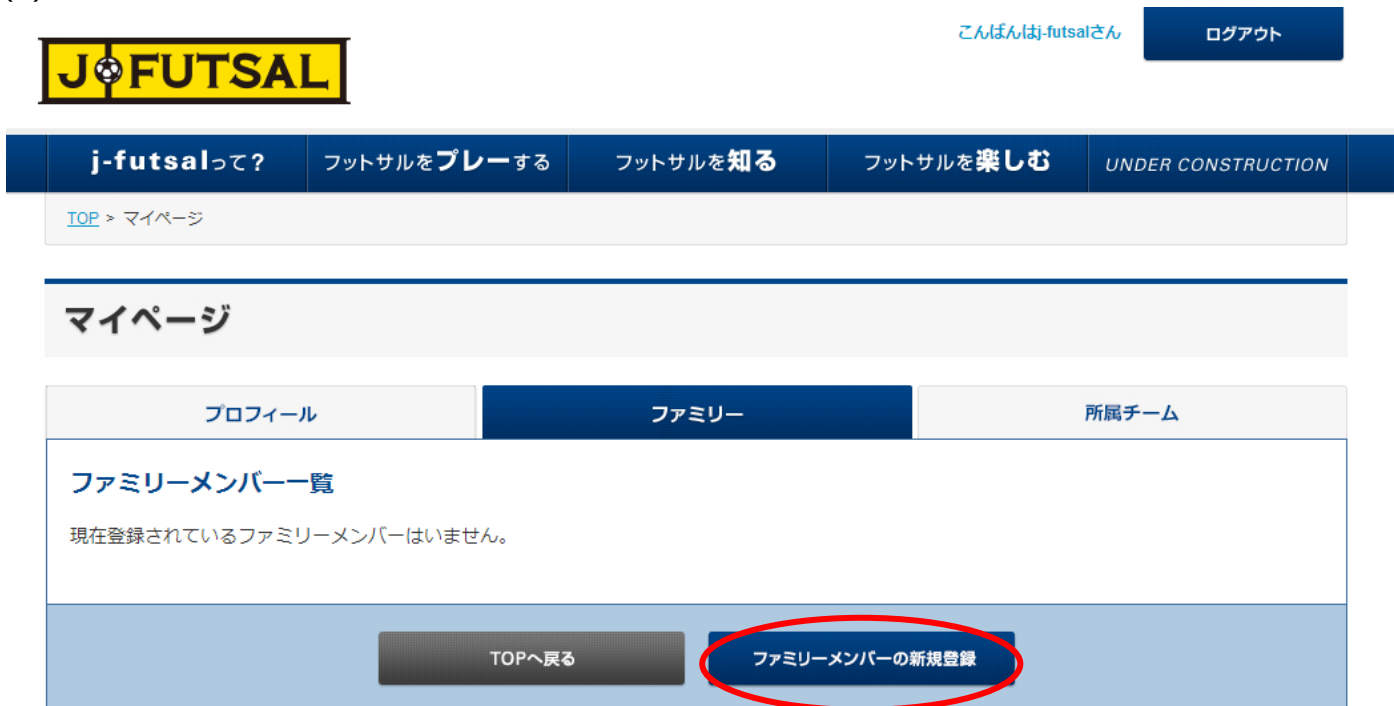 こんばんはj-futsalさん
ログアウト
J FUTSAL
j-futsalって？ フットサルをプレーする フットサルを知る フットサルを楽しむ UNDER CONSTRUCTION
TOP > マイページ
マイページ
プロフィール ファミリー 所属チーム
ファミリーメンバー一覧
現在登録されているファミリーメンバーはいません。
TOPへ戻る ファミリーメンバーの新規登録